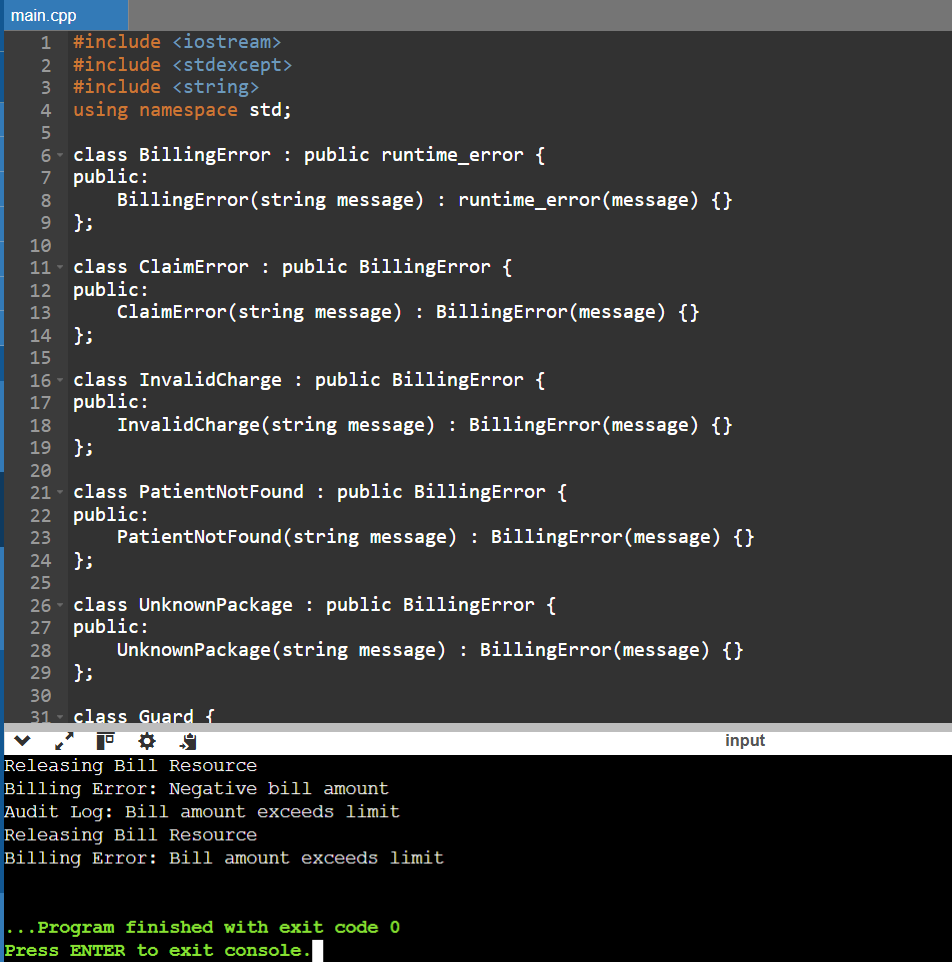 main.cpp
1 #include <iostream>
2 #include <stdexcept>
3 #include <string>
4 using namespace std;
5
6 class BillingError : public runtime_error {
7 public:
8     BillingError(string message) : runtime_error(message) {}
9 };
10
11 class ClaimError : public BillingError {
12 public:
13     ClaimError(string message) : BillingError(message) {}
14 };
15
16 class InvalidCharge : public BillingError {
17 public:
18     InvalidCharge(string message) : BillingError(message) {}
19 };
20
21 class PatientNotFound : public BillingError {
22 public:
23     PatientNotFound(string message) : BillingError(message) {}
24 };
25
26 class UnknownPackage : public BillingError {
27 public:
28     UnknownPackage(string message) : BillingError(message) {}
29 };
30
31 class Guard {
input
Releasing Bill Resource
Billing Error: Negative bill amount
Audit Log: Bill amount exceeds limit
Releasing Bill Resource
Billing Error: Bill amount exceeds limit
...Program finished with exit code 0
Press ENTER to exit console.